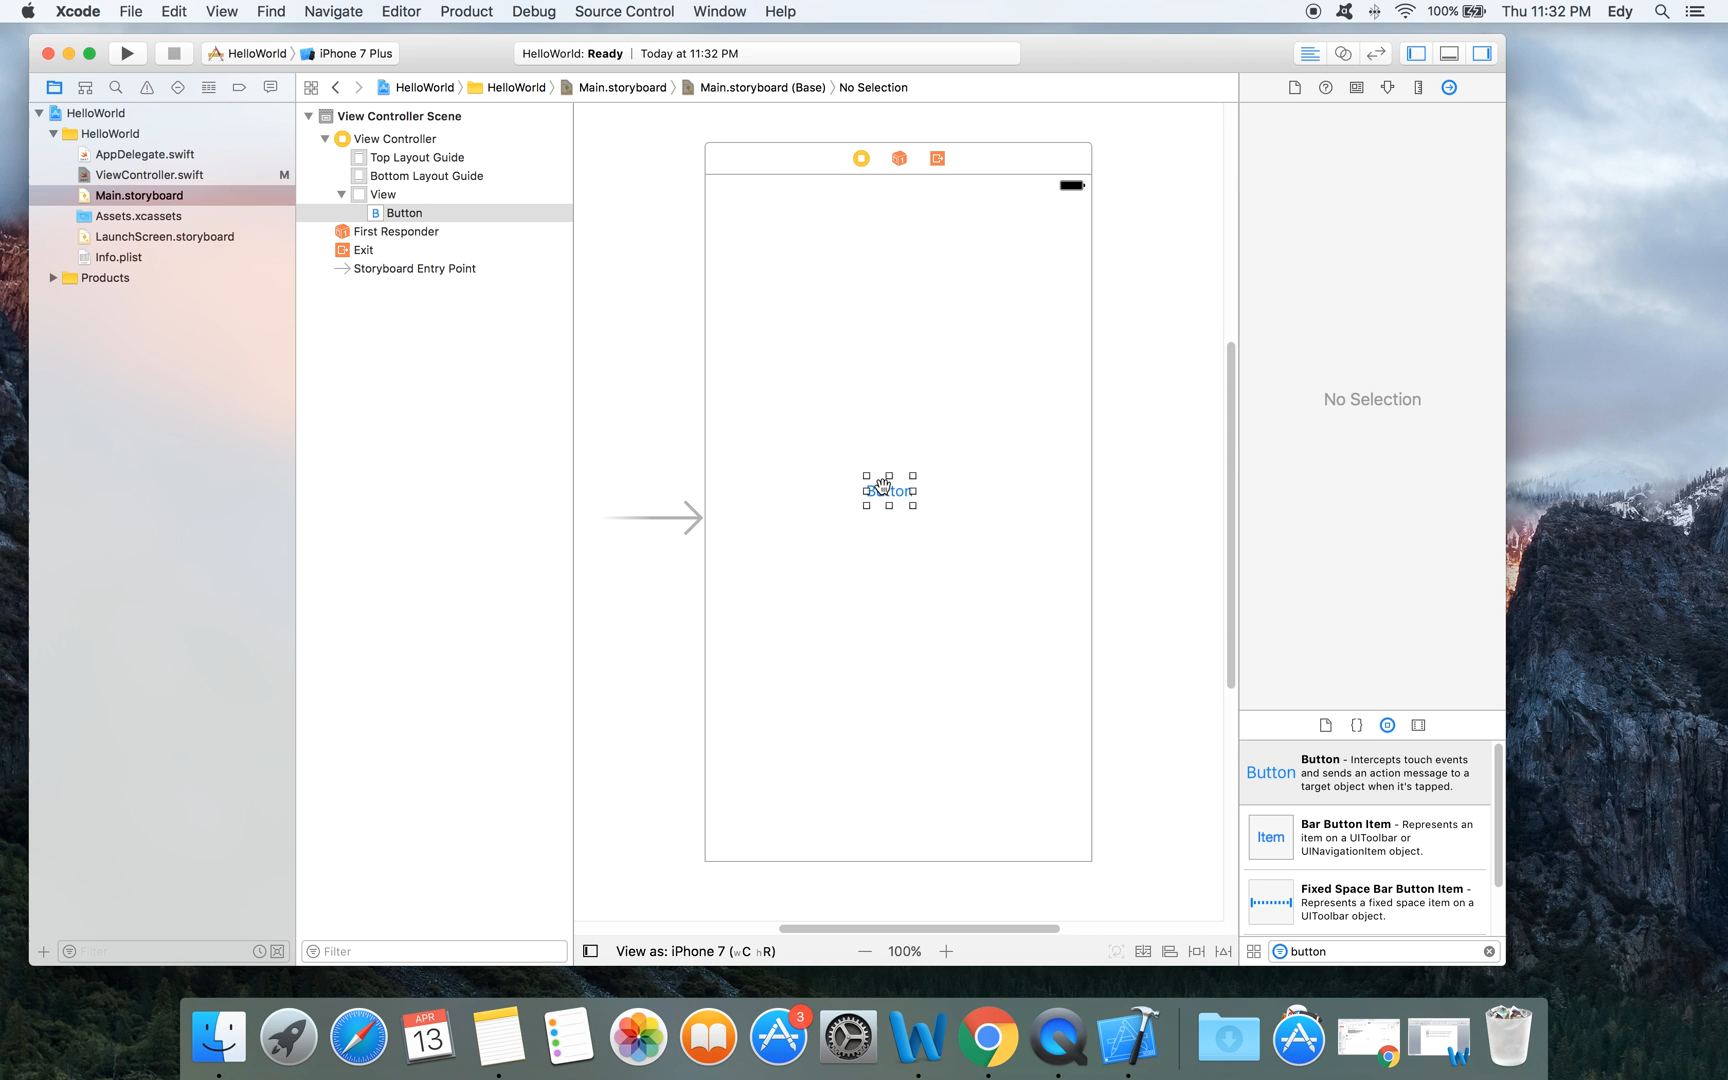 Xcode File Edit View Find Navigate Editor Product Debug Source Control Window Help 100% Thu 11:32 PM Edy
HelloWorld iPhone 7 Plus HelloWorld: Ready | Today at 11:32 PM
HelloWorld HelloWorld Main.storyboard Main.storyboard (Base) No Selection
HelloWorld
HelloWorld
AppDelegate.swift
ViewController.swift M
Main.storyboard
Assets.xcassets
LaunchScreen.storyboard
Info.plist
Products
Filter
View Controller Scene
View Controller
Top Layout Guide
Bottom Layout Guide
View
B Button
First Responder
Exit
Storyboard Entry Point
Filter
Button
View as: iPhone 7 (wC hR) 100%
No Selection
Button
Button - Intercepts touch events
and sends an action message to a
target object when it's tapped.
Item
Bar Button Item - Represents an
item on a UIToolbar or
UINavigationItem object.
Fixed Space Bar Button Item -
Represents a fixed space item on a
UIToolbar object.
button
APR
13
3